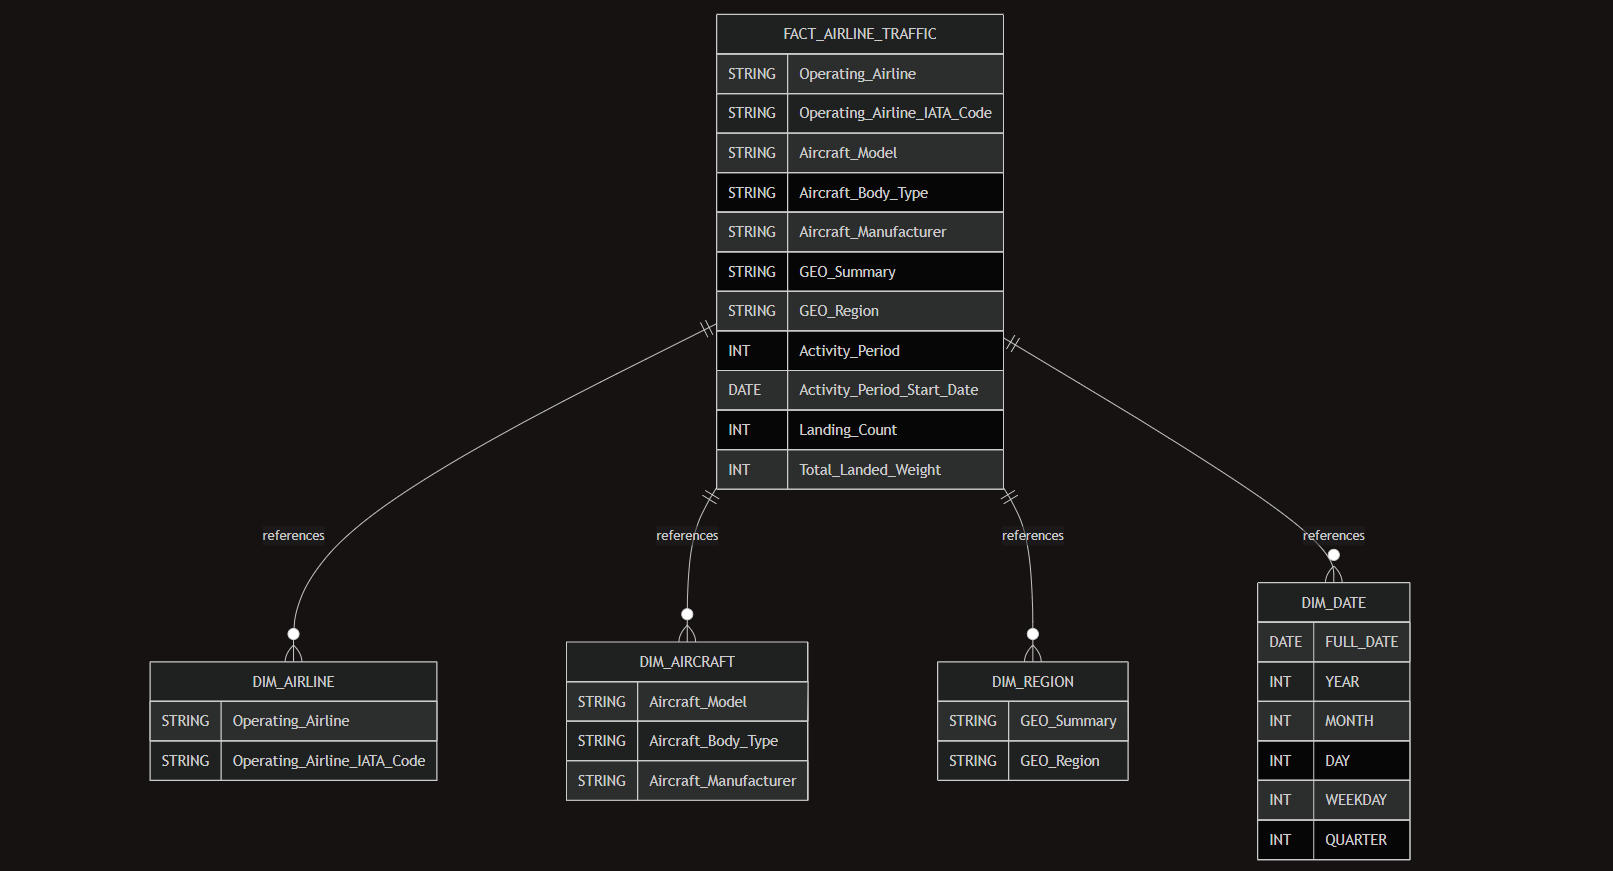 FACT_AIRLINE_TRAFFIC
STRING Operating_Airline
STRING Operating_Airline_IATA_Code
STRING Aircraft_Model
STRING Aircraft_Body_Type
STRING Aircraft_Manufacturer
STRING GEO_Summary
STRING GEO_Region
INT Activity_Period
DATE Activity_Period_Start_Date
INT Landing_Count
INT Total_Landed_Weight
references
references
references
references
DIM_AIRLINE
STRING Operating_Airline
STRING Operating_Airline_IATA_Code
DIM_AIRCRAFT
STRING Aircraft_Model
STRING Aircraft_Body_Type
STRING Aircraft_Manufacturer
DIM_REGION
STRING GEO_Summary
STRING GEO_Region
DIM_DATE
DATE FULL_DATE
INT YEAR
INT MONTH
INT DAY
INT WEEKDAY
INT QUARTER